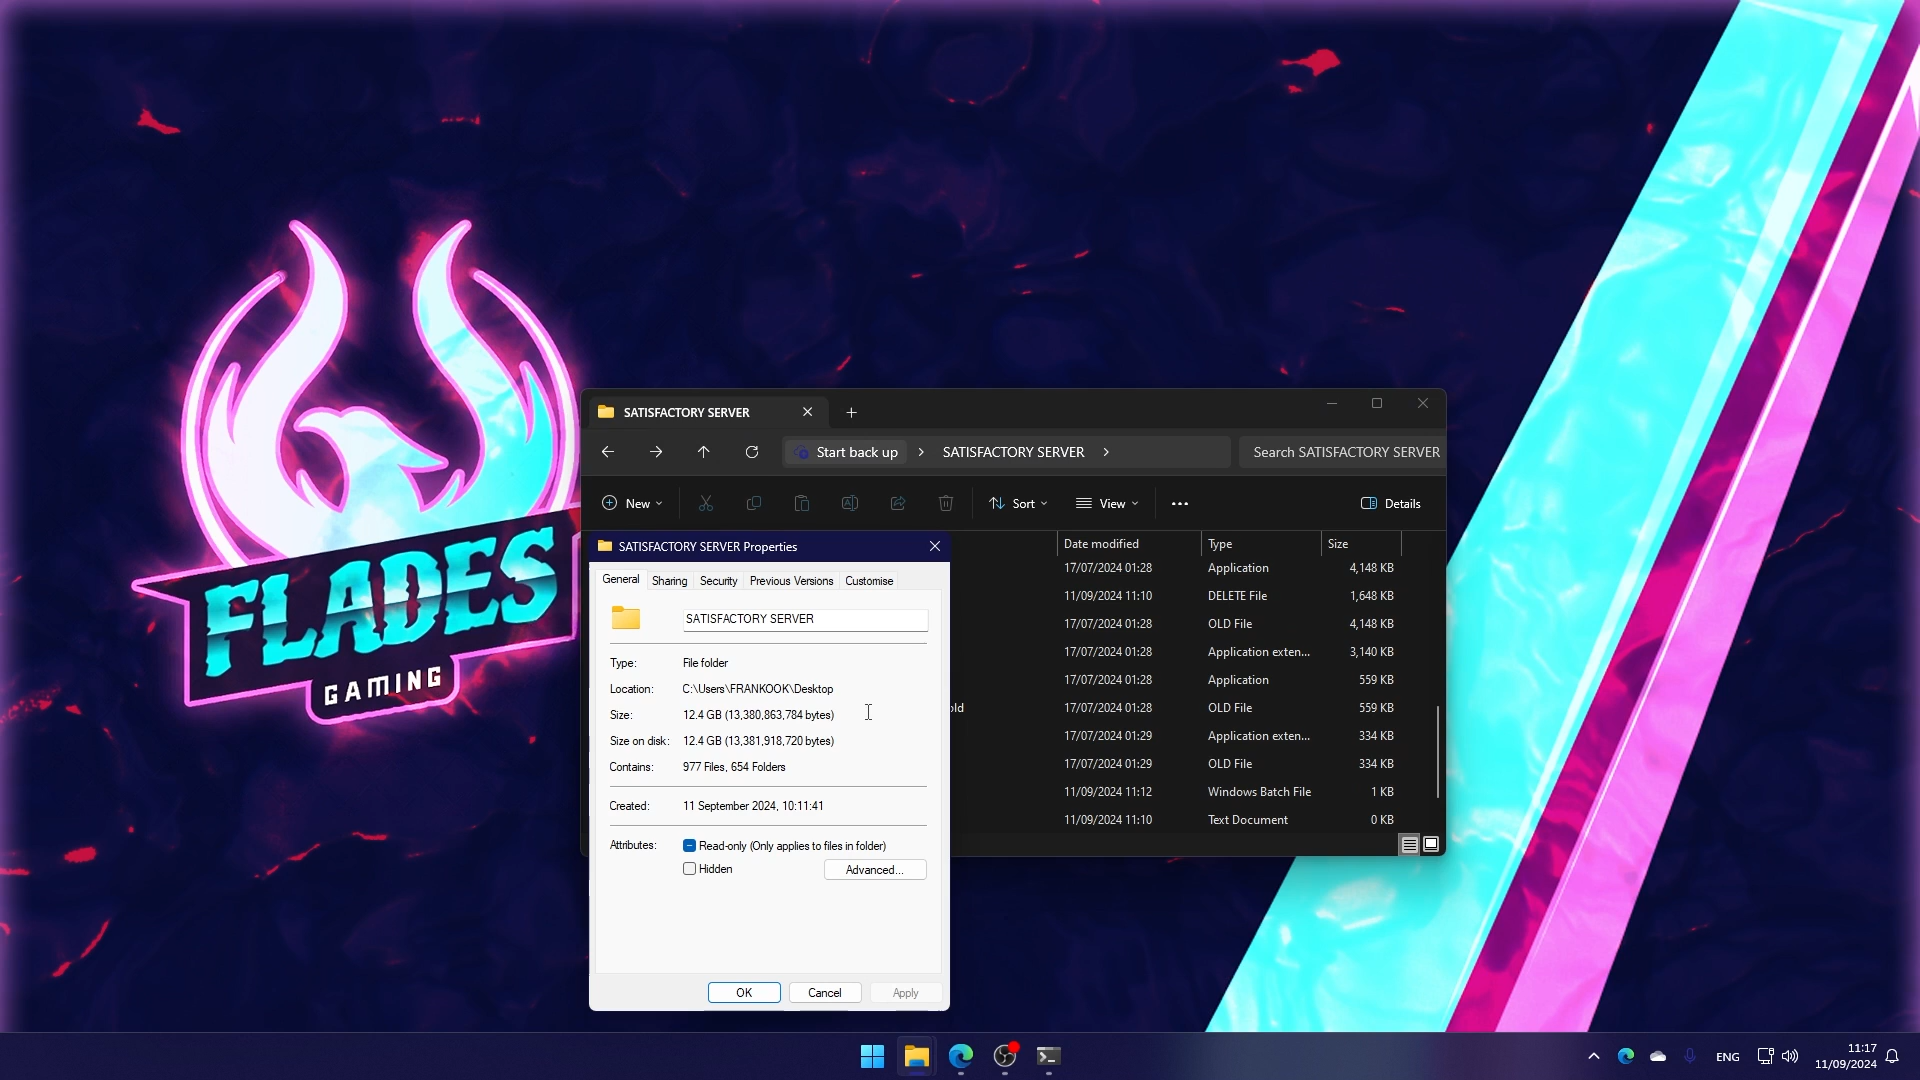 FLADES
GAMING
SATISFACTORY SERVER
Start back up
SATISFACTORY SERVER
Search SATISFACTORY SERVER
New
Sort
View
Details
Date modified Type Size
17/07/2024 01:28 Application 4,148 KB
11/09/2024 11:10 DELETE File 1,648 KB
17/07/2024 01:28 OLD File 4,148 KB
17/07/2024 01:28 Application exten... 3,140 KB
17/07/2024 01:28 Application 559 KB
old 17/07/2024 01:28 OLD File 559 KB
17/07/2024 01:29 Application exten... 334 KB
17/07/2024 01:29 OLD File 334 KB
11/09/2024 11:12 Windows Batch File 1 KB
11/09/2024 11:10 Text Document 0 KB
SATISFACTORY SERVER Properties
General Sharing Security Previous Versions Customise
SATISFACTORY SERVER
Type: File folder
Location: C:\Users\FRANKOOK\Desktop
Size: 12.4 GB (13,380,863,784 bytes)
Size on disk: 12.4 GB (13,381,918,720 bytes)
Contains: 977 Files, 654 Folders
Created: 11 September 2024, 10:11:41
Attributes: Read-only (Only applies to files in folder)
Hidden Advanced...
OK Cancel Apply
ENG
11:17
11/09/2024